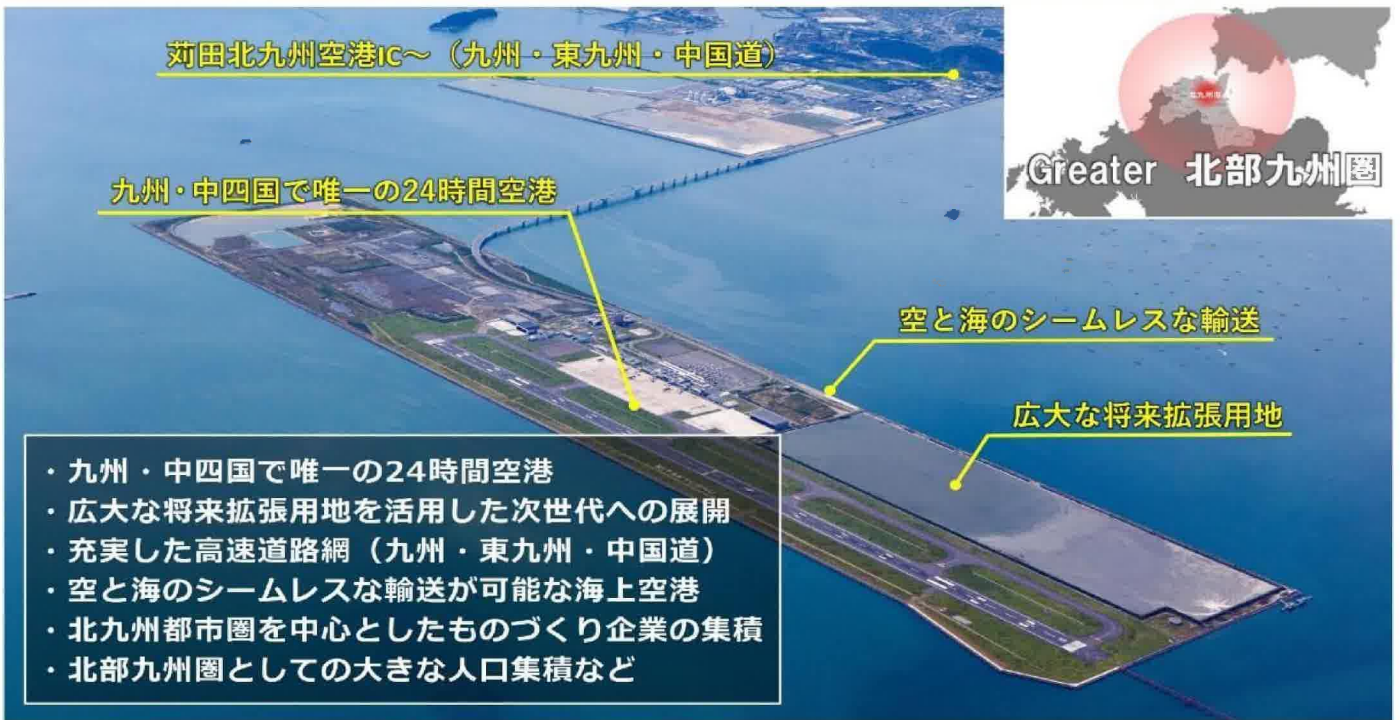 苅田北九州空港IC～（九州・東九州・中国道）
Greater 北部九州圏
九州・中四国で唯一の24時間空港
空と海のシームレスな輸送
広大な将来拡張用地
・九州・中四国で唯一の24時間空港
・広大な将来拡張用地を活用した次世代への展開
・充実した高速道路網（九州・東九州・中国道）
・空と海のシームレスな輸送が可能な海上空港
・北九州都市圏を中心としたものづくり企業の集積
・北部九州圏としての大きな人口集積など